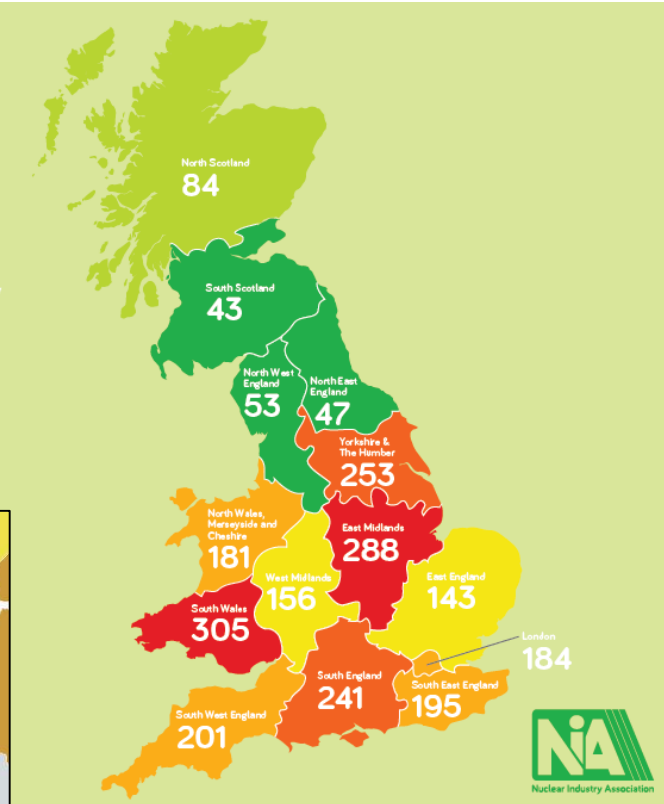 North Scotland
84
South Scotland
43
North West
England
53
North East
England
47
Yorkshire &
The Humber
253
North Wales,
Merseyside and
Cheshire
181
East Midlands
288
West Midlands
156
East England
143
South Wales
305
London
184
South England
241
South East England
195
South West England
201
NiA
Nuclear Industry Association